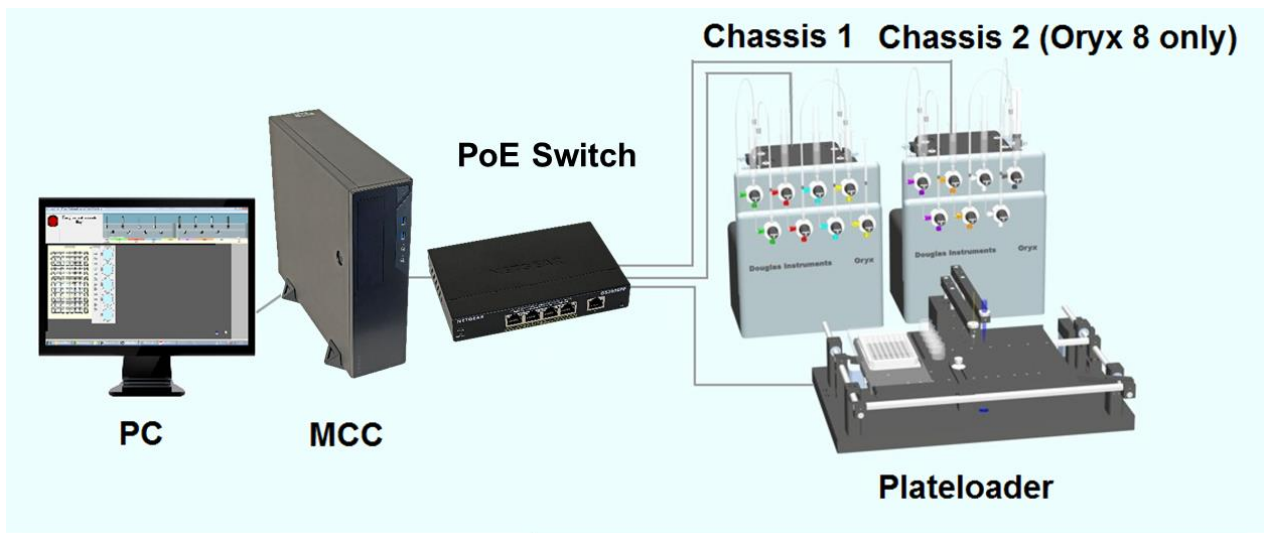 Chassis 1
Chassis 2 (Oryx 8 only)
PoE Switch
NETGEAR
Douglas Instruments Oryx
Douglas Instruments Oryx
PC
MCC
Plateloader